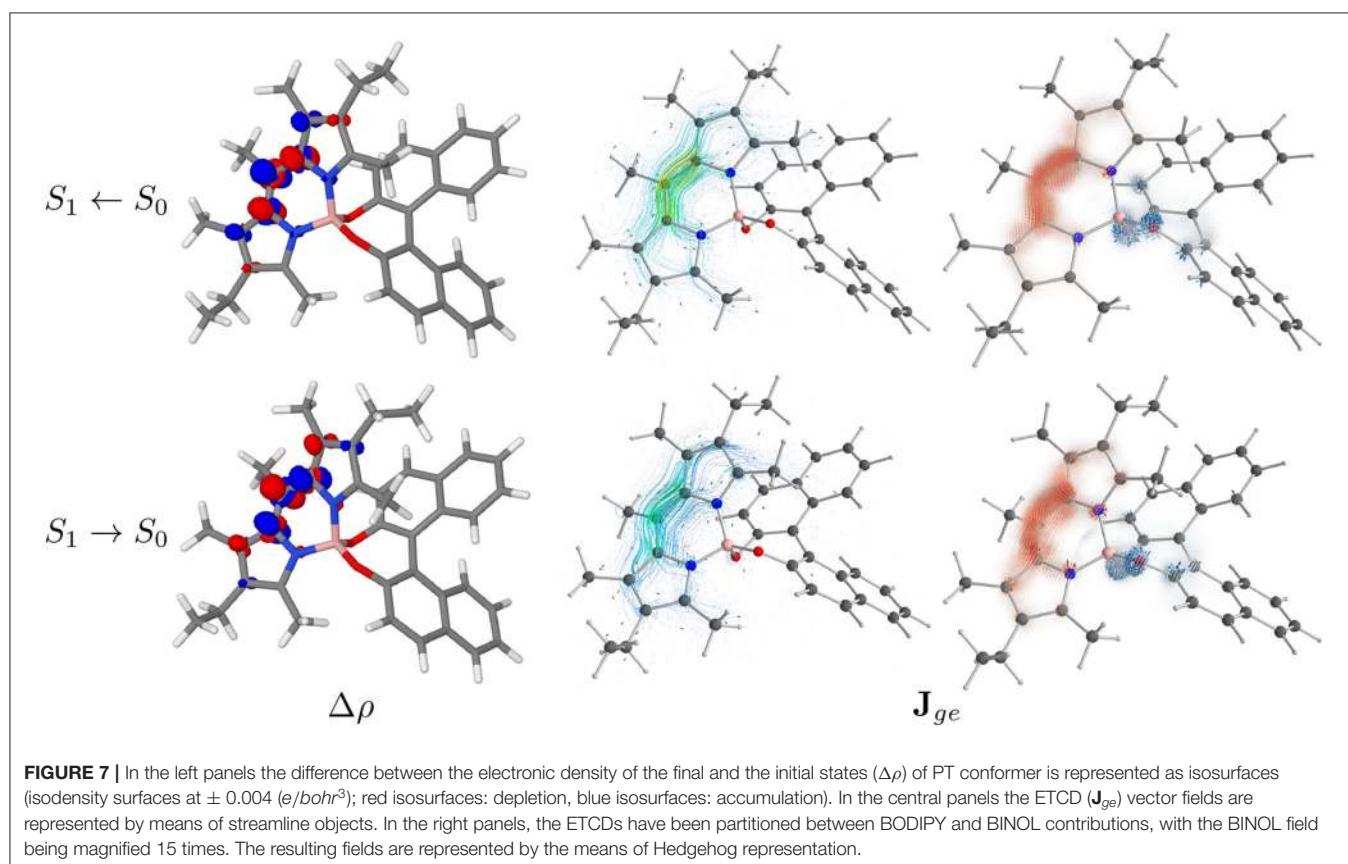 S₁ ← S₀
S₁ → S₀
Δρ
J_ge
FIGURE 7 | In the left panels the difference between the electronic density of the final and the initial states (Δρ) of PT conformer is represented as isosurfaces
(isodensity surfaces at ± 0.004 (e/bohr³); red isosurfaces: depletion, blue isosurfaces: accumulation). In the central panels the ETCD (J_ge) vector fields are
represented by means of streamline objects. In the right panels, the ETCDs have been partitioned between BODIPY and BINOL contributions, with the BINOL field
being magnified 15 times. The resulting fields are represented by the means of Hedgehog representation.